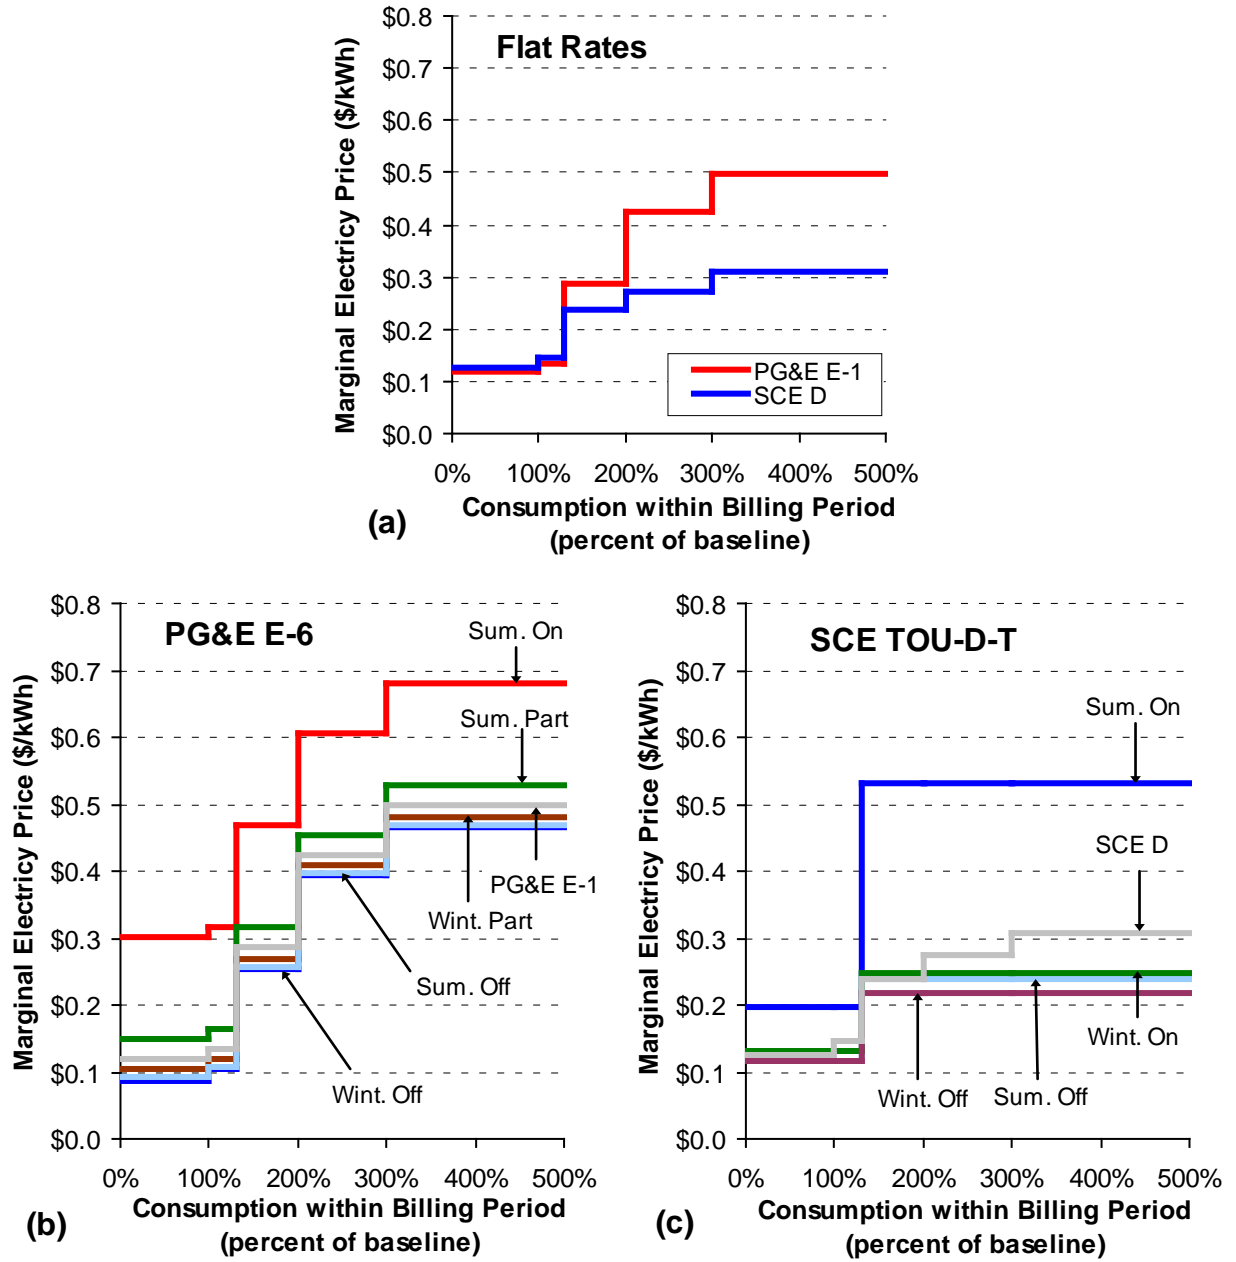 Flat Rates
Marginal Electricy Price ($/kWh)
$0.8
$0.7
$0.6
$0.5
$0.4
$0.3
$0.2
$0.1
$0.0
PG&E E-1
SCE D
0% 100% 200% 300% 400% 500%
Consumption within Billing Period
(percent of baseline)
(a)
PG&E E-6
Marginal Electricy Price ($/kWh)
$0.8
$0.7
$0.6
$0.5
$0.4
$0.3
$0.2
$0.1
$0.0
Sum. On
Sum. Part
PG&E E-1
Wint. Part
Sum. Off
Wint. Off
0% 100% 200% 300% 400% 500%
Consumption within Billing Period
(percent of baseline)
(b)
SCE TOU-D-T
Marginal Electricy Price ($/kWh)
$0.8
$0.7
$0.6
$0.5
$0.4
$0.3
$0.2
$0.1
$0.0
Sum. On
SCE D
Wint. On
Wint. Off Sum. Off
0% 100% 200% 300% 400% 500%
Consumption within Billing Period
(percent of baseline)
(c)